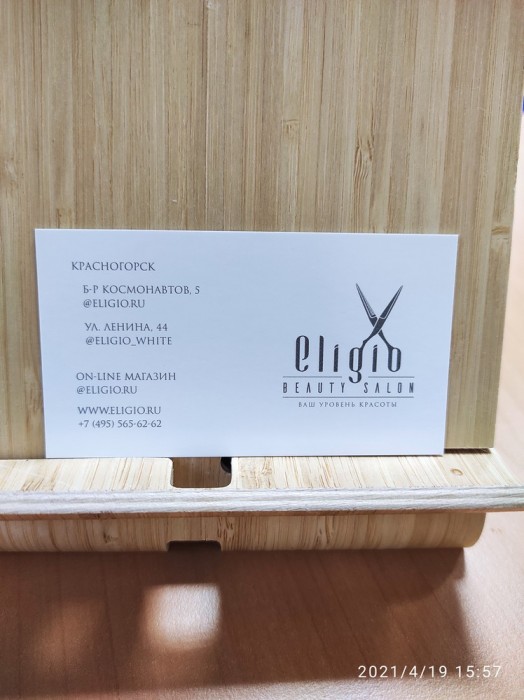 КРАСНОГОРСК
Б-Р КОСМОНАВТОВ, 5
@ELIGIO.RU
УЛ. ЛЕНИНА, 44
@ELIGIO_WHITE
ON-LINE МАГАЗИН
@ELIGIO.RU
WWW.ELIGIO.RU
+7 (495) 565-62-62
eligio
BEAUTY SALON
ВАШ УРОВЕНЬ КРАСОТЫ
2021/4/19 15:57